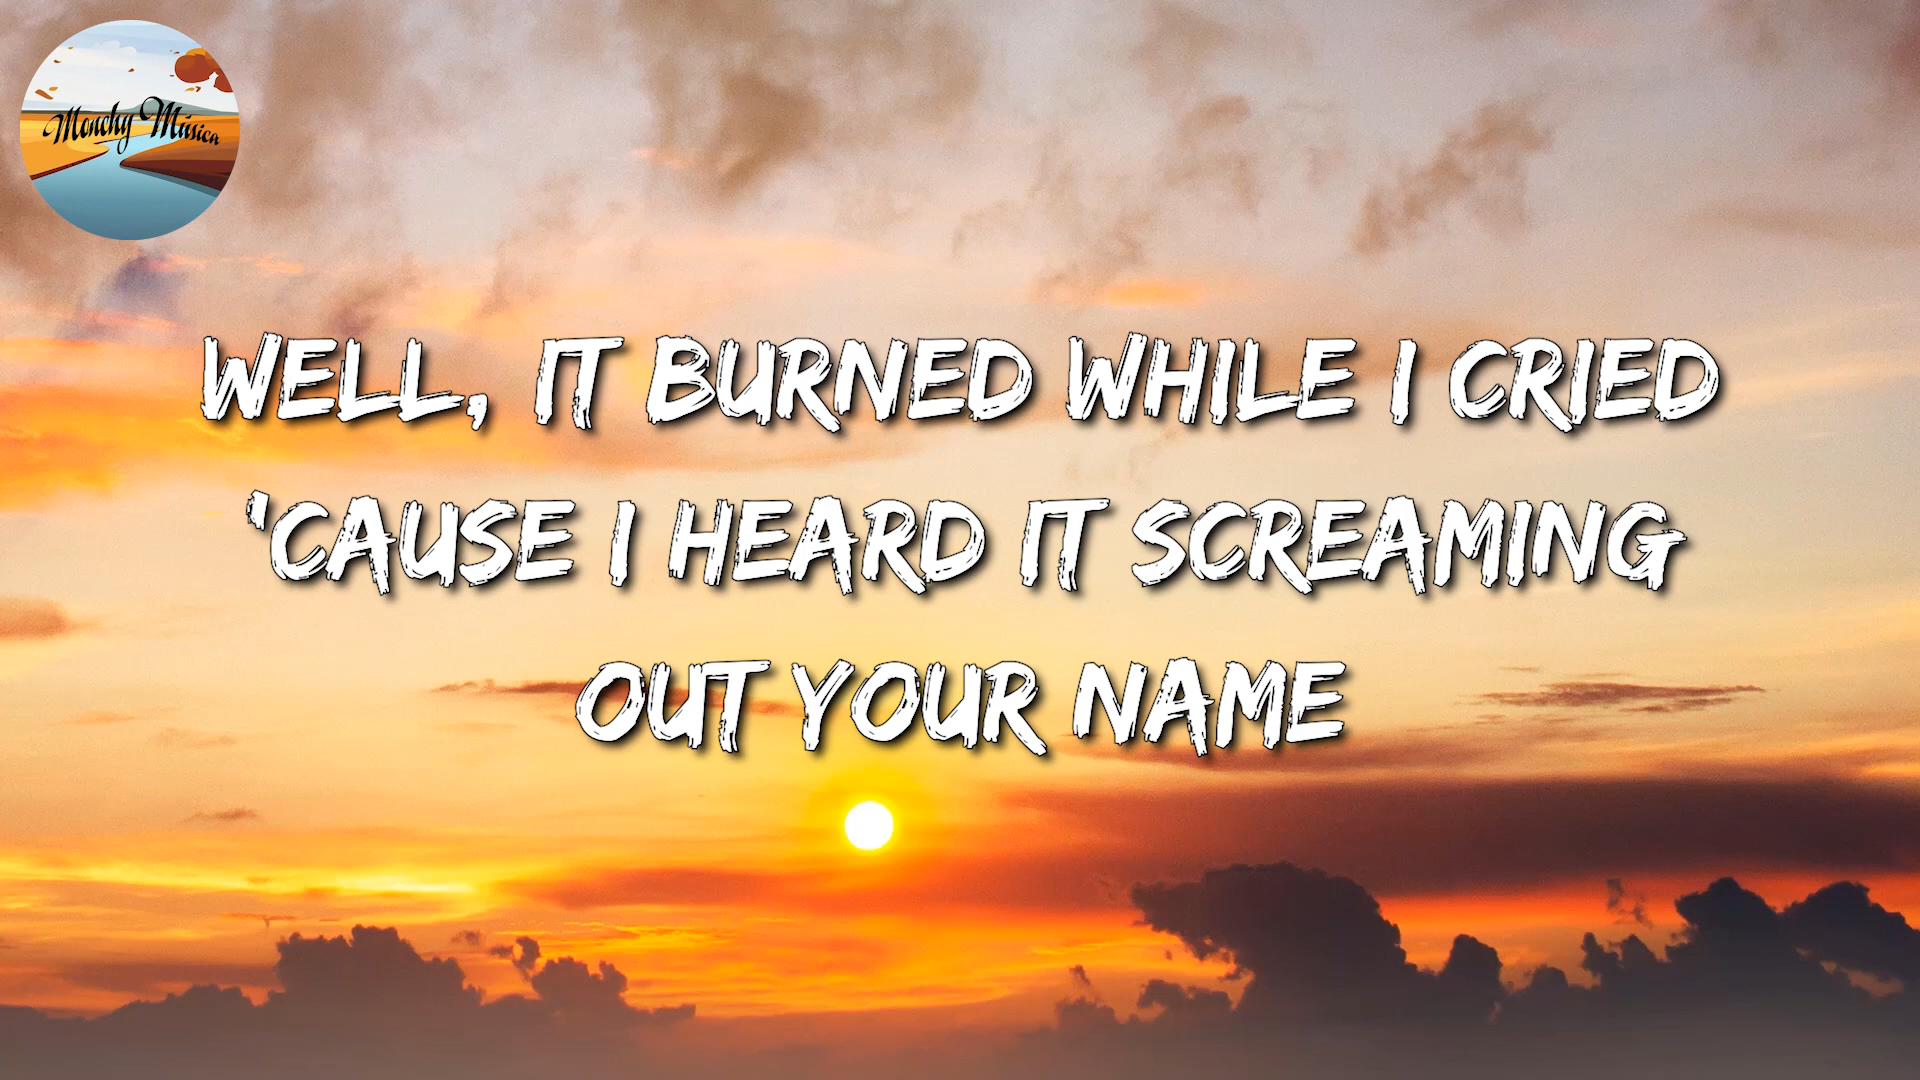 Monchy Música
WELL, IT BURNED WHILE I CRIED
'CAUSE I HEARD IT SCREAMING
OUT YOUR NAME